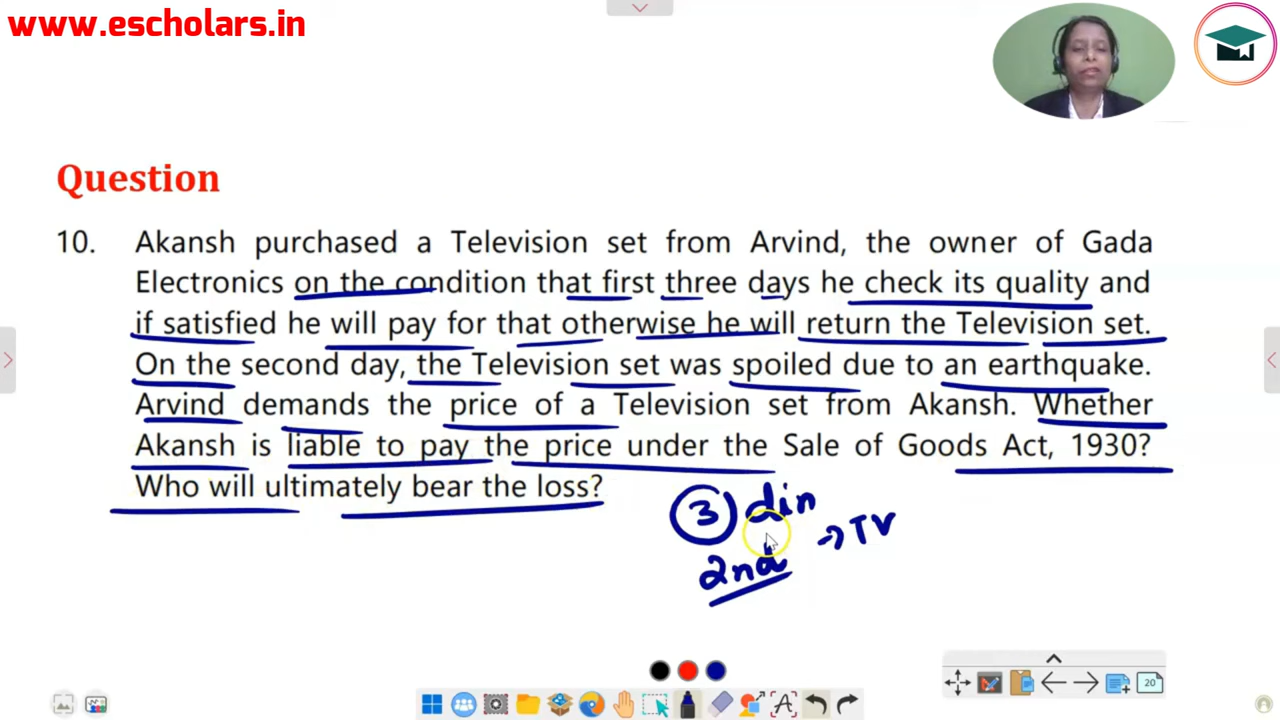 www.escholars.in
Question
10. Akansh purchased a Television set from Arvind, the owner of Gada
Electronics on the condition that first three days he check its quality and
if satisfied he will pay for that otherwise he will return the Television set.
On the second day, the Television set was spoiled due to an earthquake.
Arvind demands the price of a Television set from Akansh. Whether
Akansh is liable to pay the price under the Sale of Goods Act, 1930?
Who will ultimately bear the loss?
3 din
2nd → TV
20